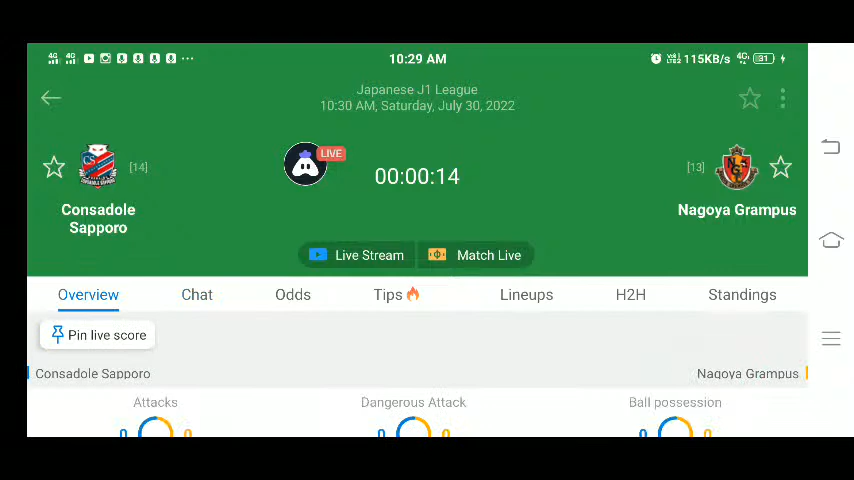 10:29 AM
115KB/s 4G 31
Japanese J1 League
10:30 AM, Saturday, July 30, 2022
[14]
LIVE
00:00:14
[13]
Consadole
Sapporo
Nagoya Grampus
Live Stream
Match Live
Overview
Chat
Odds
Tips
Lineups
H2H
Standings
Pin live score
Consadole Sapporo
Nagoya Grampus
Attacks
Dangerous Attack
Ball possession
0 0 0 0 0 0